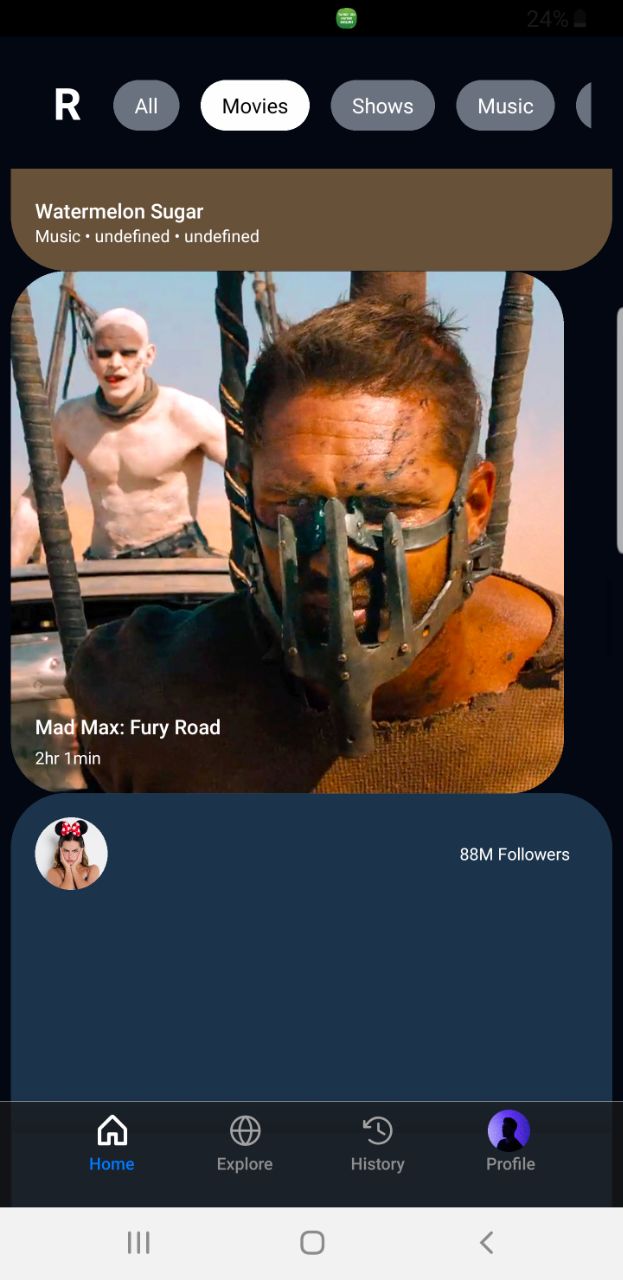 24%
R
All
Movies
Shows
Music
Watermelon Sugar
Music • undefined • undefined
Mad Max: Fury Road
2hr 1min
88M Followers
Home
Explore
History
Profile